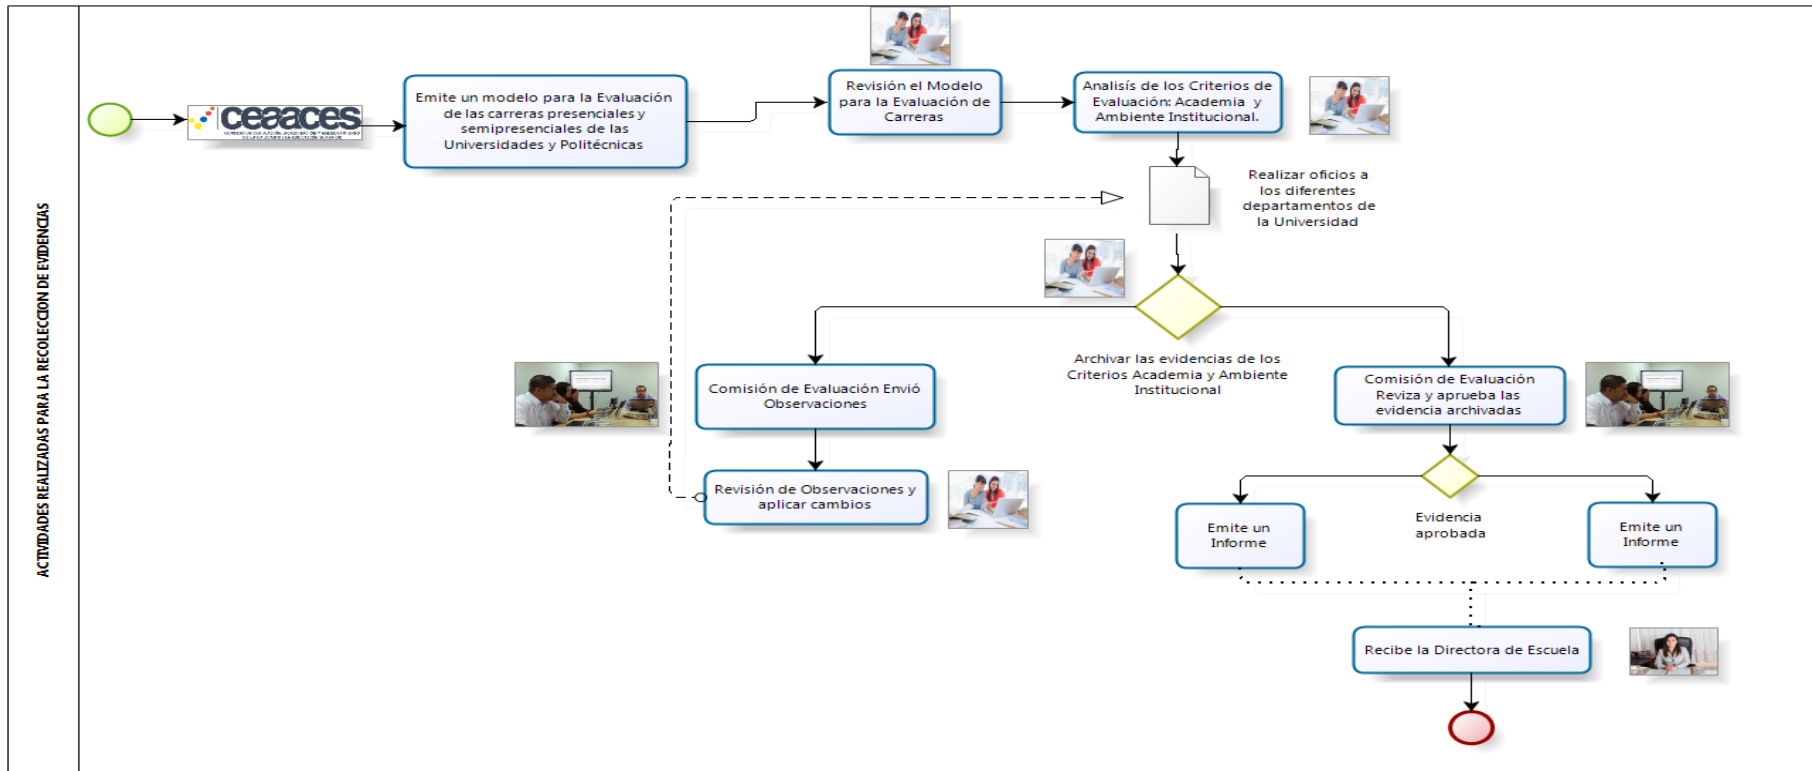 ACTIVIDADES REALIZADAS PARA LA RECOLECCION DE EVIDENCIAS
ceaaces
Emite un modelo para la Evaluación
de las carreras presenciales y
semipresenciales de las
Universidades y Politécnicas
Revisión el Modelo
para la Evaluación de
Carreras
Analisís de los Criterios de
Evaluación: Academia y
Ambiente Institucional.
Realizar oficios a
los diferentes
departamentos de
la Universidad
Archivar las evidencias de los
Criterios Academia y Ambiente
Institucional
Comisión de Evaluación Envió
Observaciones
Revisión de Observaciones y
aplicar cambios
Comisión de Evaluación
Reviza y aprueba las
evidencia archivadas
Evidencia
aprobada
Emite un
Informe
Emite un
Informe
Recibe la Directora de Escuela